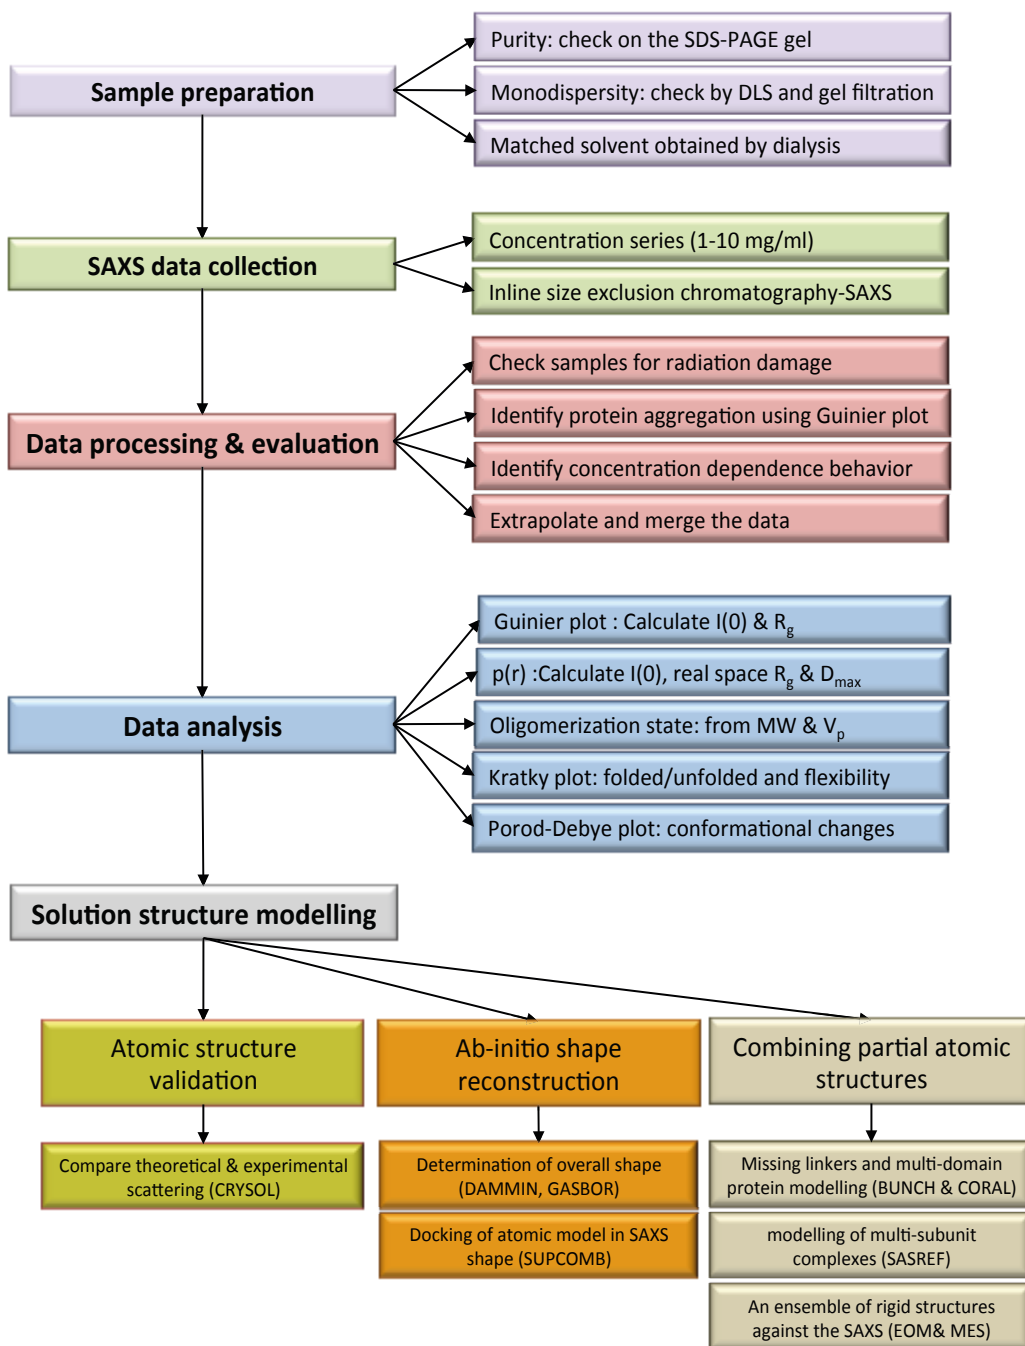 Sample preparation
Purity: check on the SDS-PAGE gel
Monodispersity: check by DLS and gel filtration
Matched solvent obtained by dialysis
SAXS data collection
Concentration series (1-10 mg/ml)
Inline size exclusion chromatography-SAXS
Data processing & evaluation
Check samples for radiation damage
Identify protein aggregation using Guinier plot
Identify concentration dependence behavior
Extrapolate and merge the data
Data analysis
Guinier plot : Calculate I(0) & Rg
p(r) :Calculate I(0), real space Rg & Dmax
Oligomerization state: from MW & Vp
Kratky plot: folded/unfolded and flexibility
Porod-Debye plot: conformational changes
Solution structure modelling
Atomic structure
validation
Compare theoretical & experimental
scattering (CRYSOL)
Ab-initio shape
reconstruction
Determination of overall shape
(DAMMIN, GASBOR)
Docking of atomic model in SAXS
shape (SUPCOMB)
Combining partial atomic
structures
Missing linkers and multi-domain
protein modelling (BUNCH & CORAL)
modelling of multi-subunit
complexes (SASREF)
An ensemble of rigid structures
against the SAXS (EOM& MES)